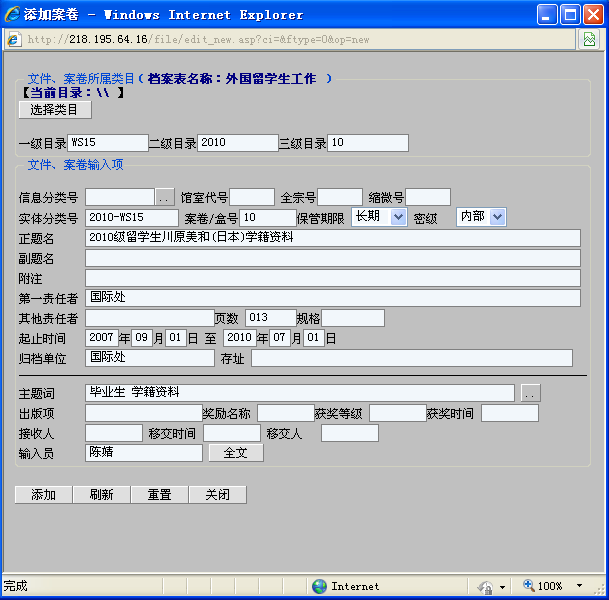 添加案卷 - Windows Internet Explorer
http://218.195.64.16/file/edit_new.asp?ci=&ftype=0&op=new
文件、案卷所属类目( 档案表名称：外国留学生工作 )
【当前目录：\\ 】
选择类目
一级目录 WS15 二级目录 2010 三级目录 10
文件、案卷输入项
信息分类号 .. 馆室代号 全宗号 缩微号
实体分类号 2010-WS15 案卷/盒号 10 保管期限 长期 密级 内部
正题名 2010级留学生川原美和(日本)学籍资料
副题名
附注
第一责任者 国际处
其他责任者 页数 013 规格
起止时间 2007 年 09 月 01 日 至 2010 年 07 月 01 日
归档单位 国际处 存址
主题词 毕业生 学籍资料 ..
出版项 奖励名称 获奖等级 获奖时间
接收人 移交时间 移交人
输入员 陈婧 全文
添加 刷新 重置 关闭
完成 Internet 100%